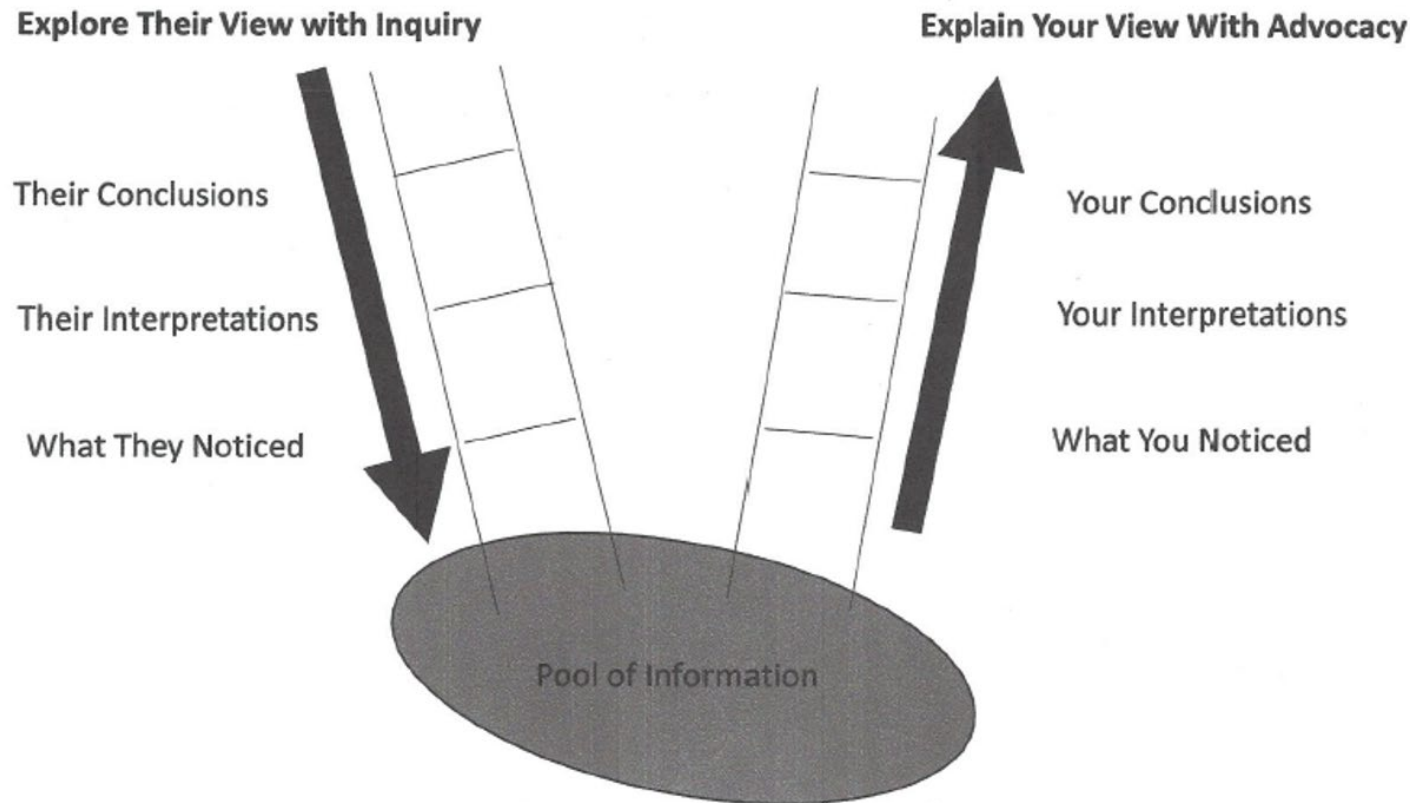 Explore Their View with Inquiry
Explain Your View With Advocacy
Their Conclusions
Your Conclusions
Their Interpretations
Your Interpretations
What They Noticed
What You Noticed
Pool of Information